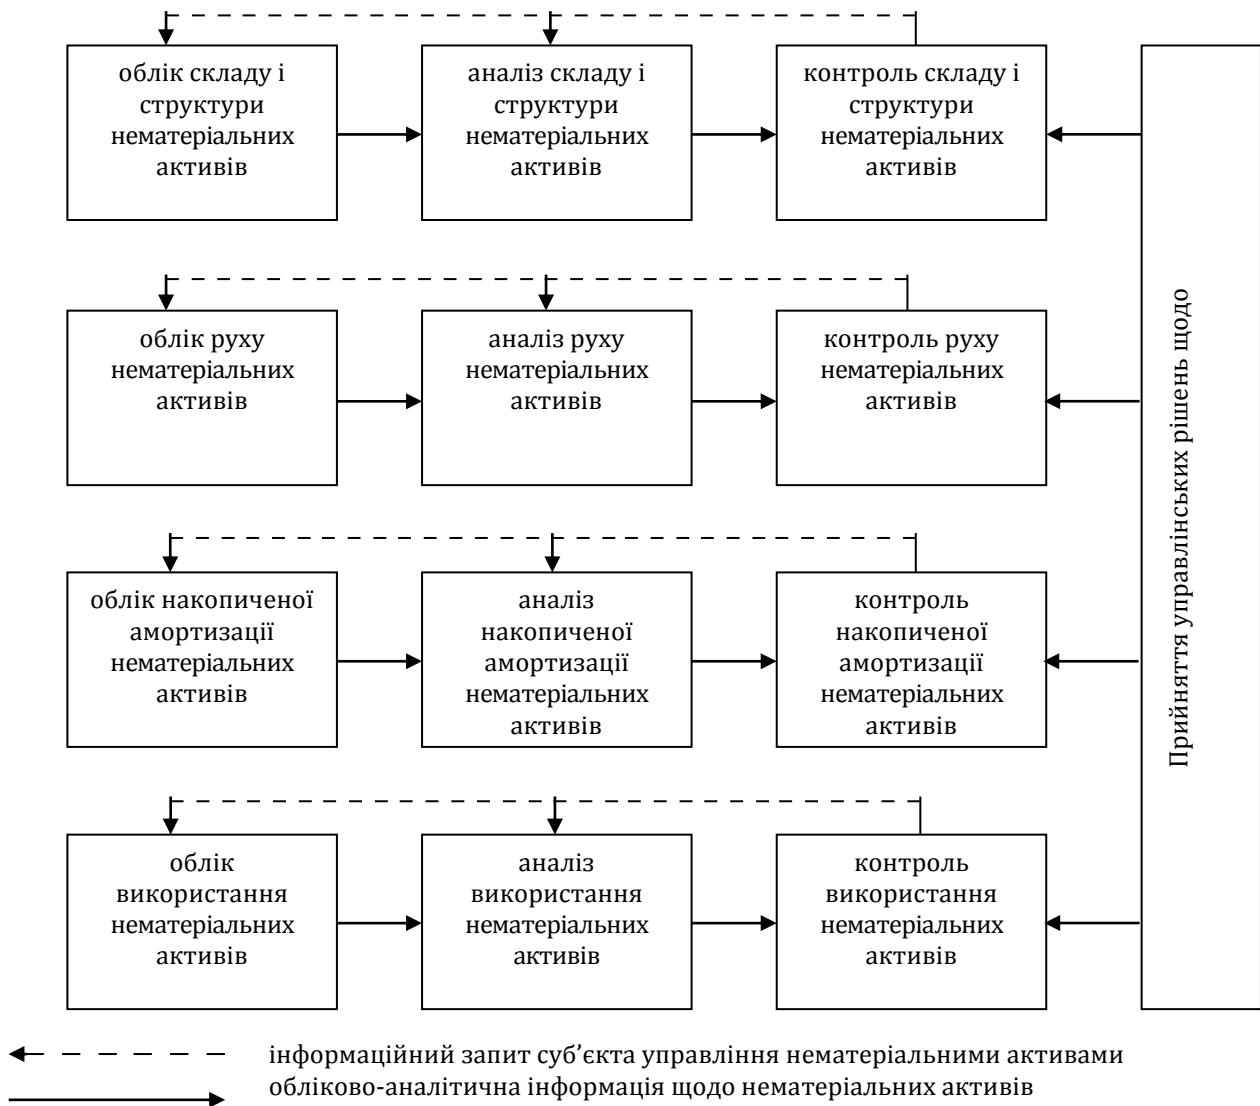 облік складу і
структури
нематеріальних
активів
аналіз складу і
структури
нематеріальних
активів
контроль складу і
структури
нематеріальних
активів
облік руху
нематеріальних
активів
аналіз руху
нематеріальних
активів
контроль руху
нематеріальних
активів
облік накопиченої
амортизації
нематеріальних
активів
аналіз
накопиченої
амортизації
нематеріальних
активів
контроль
накопиченої
амортизації
нематеріальних
активів
облік
використання
нематеріальних
активів
аналіз
використання
нематеріальних
активів
контроль
використання
нематеріальних
активів
Прийняття управлінських рішень щодо
інформаційний запит суб’єкта управління нематеріальними активами
обліково-аналітична інформація щодо нематеріальних активів